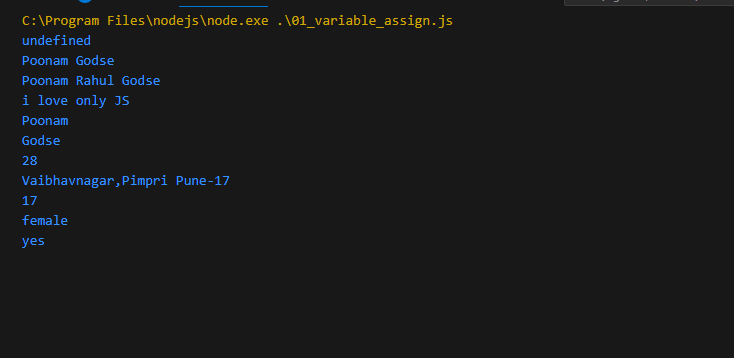 C:\Program Files\nodejs\node.exe .\01_variable_assign.js
undefined
Poonam Godse
Poonam Rahul Godse
i love only JS
Poonam
Godse
28
Vaibhavnagar,Pimpri Pune-17
17
female
yes